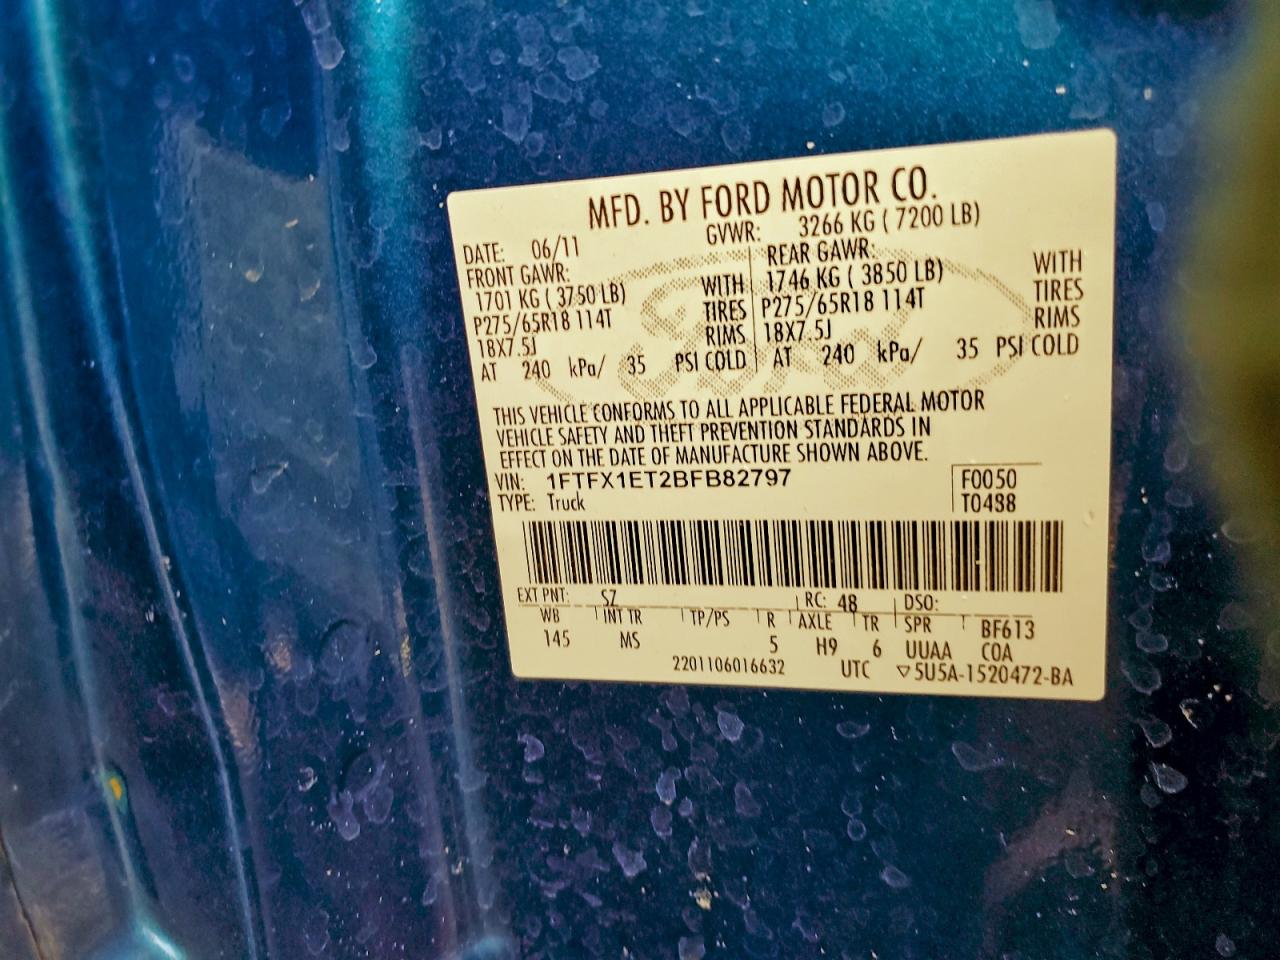 MFD. BY FORD MOTOR CO.
DATE: 06/11 GVWR: 3266 KG ( 7200 LB)
FRONT GAWR: REAR GAWR:
1701 KG ( 3750 LB) WITH 1746 KG ( 3850 LB) WITH
P275/65R18 114T TIRES P275/65R18 114T TIRES
18X7.5J RIMS 18X7.5J RIMS
AT 240 kPa/ 35 PSI COLD AT 240 kPa/ 35 PSI COLD
THIS VEHICLE CONFORMS TO ALL APPLICABLE FEDERAL MOTOR
VEHICLE SAFETY AND THEFT PREVENTION STANDARDS IN
EFFECT ON THE DATE OF MANUFACTURE SHOWN ABOVE.
VIN: 1FTFX1ET2BFB82797 F0050
TYPE: Truck T0488
EXT PNT: SZ RC: 48 DSO:
WB INT TR TP/PS R AXLE TR SPR BF613
145 MS 5 H9 6 UUAA COA
2201106016632 UTC ▽5U5A-1520472-BA